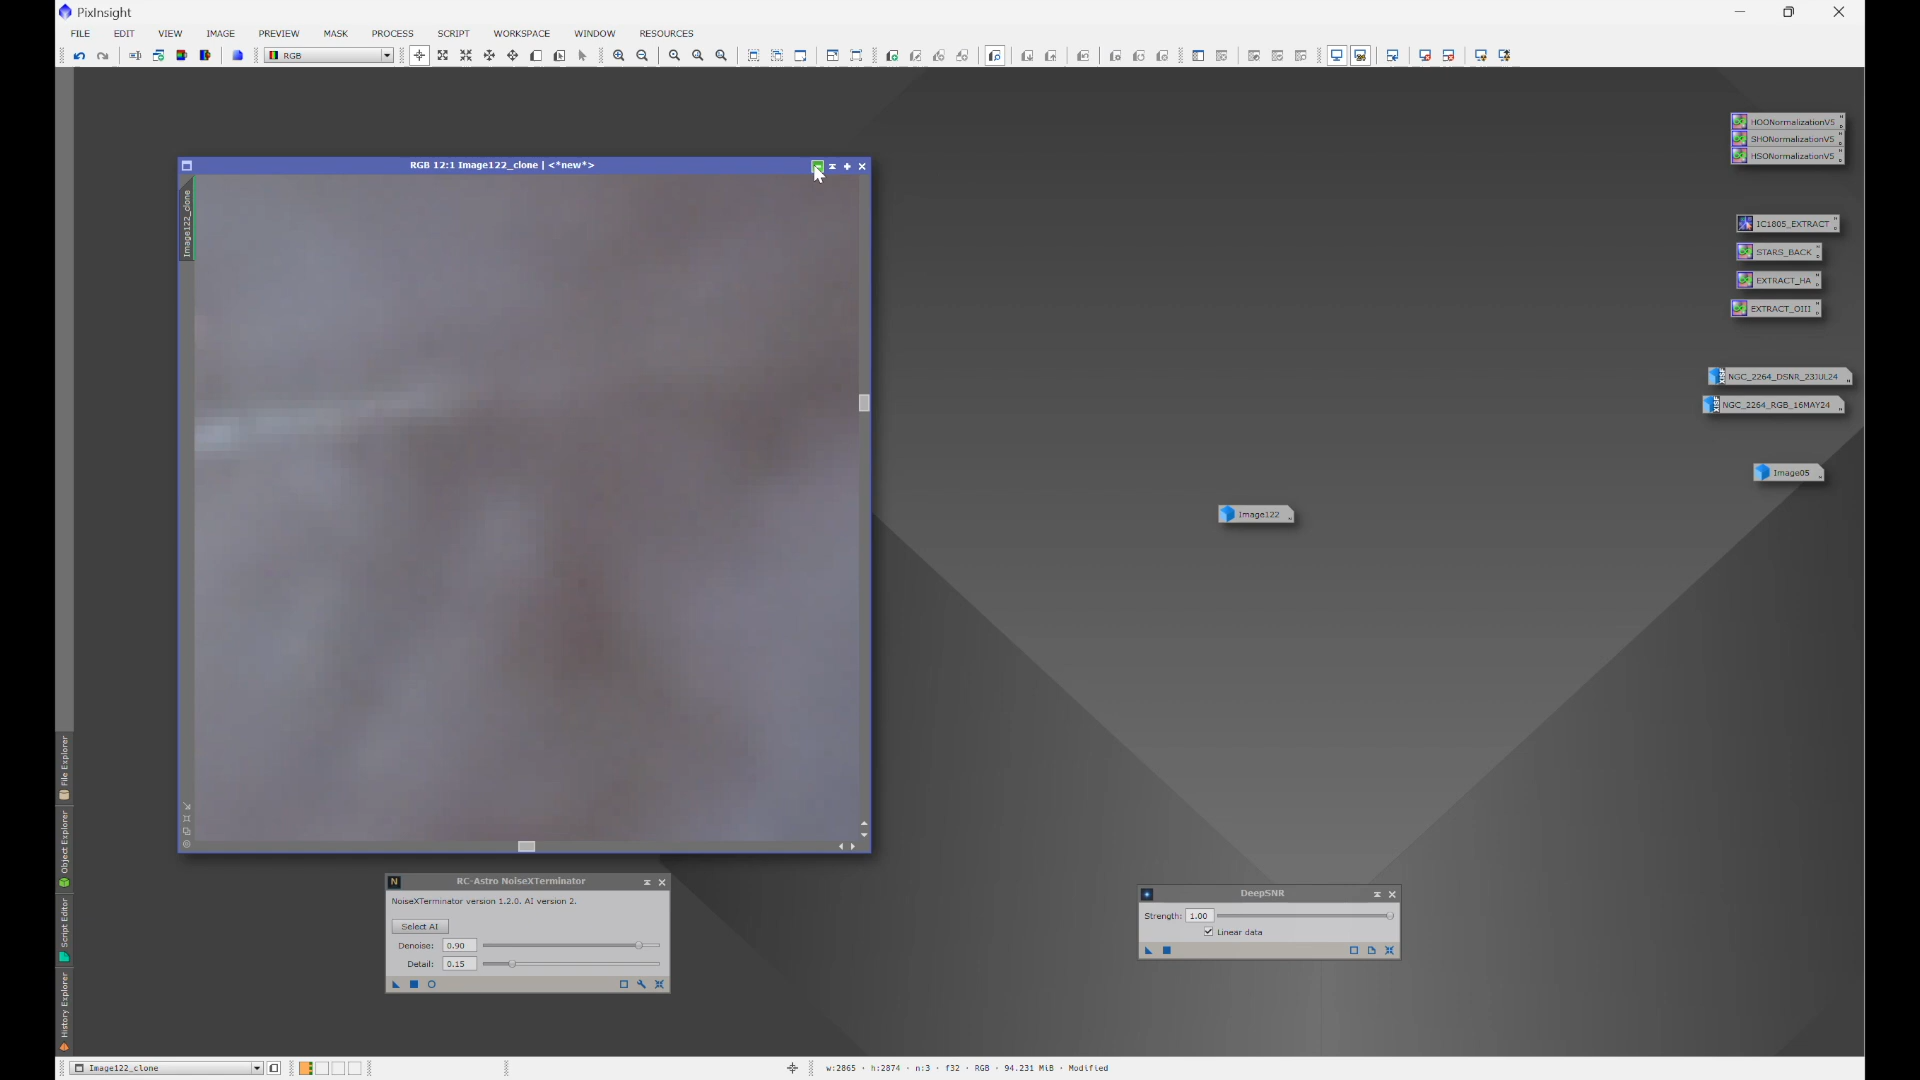 PixInsight
FILE EDIT VIEW IMAGE PREVIEW MASK PROCESS SCRIPT WORKSPACE WINDOW RESOURCES
RGB
RGB 12:1 Image122_clone | <*new*>
Image122_clone
HOONormalizationV5
SHONormalizationV5
HSONormalizationV5
IC1805_EXTRACT
STARS_BACK
EXTRACT_HA
EXTRACT_OIII
NGC_2264_DSNR_23JUL24
NGC_2264_RGB_16MAY24
Image05
Image122
File Explorer
Object Explorer
Script Editor
History Explorer
N RC-Astro NoiseXTerminator
NoiseXTerminator version 1.2.0. AI version 2.
Select AI
Denoise: 0.90
Detail: 0.15
DeepSNR
Strength: 1.00
Linear data
Image122_clone
w:2865 · h:2874 · n:3 · f32 · RGB · 94.231 MiB · Modified